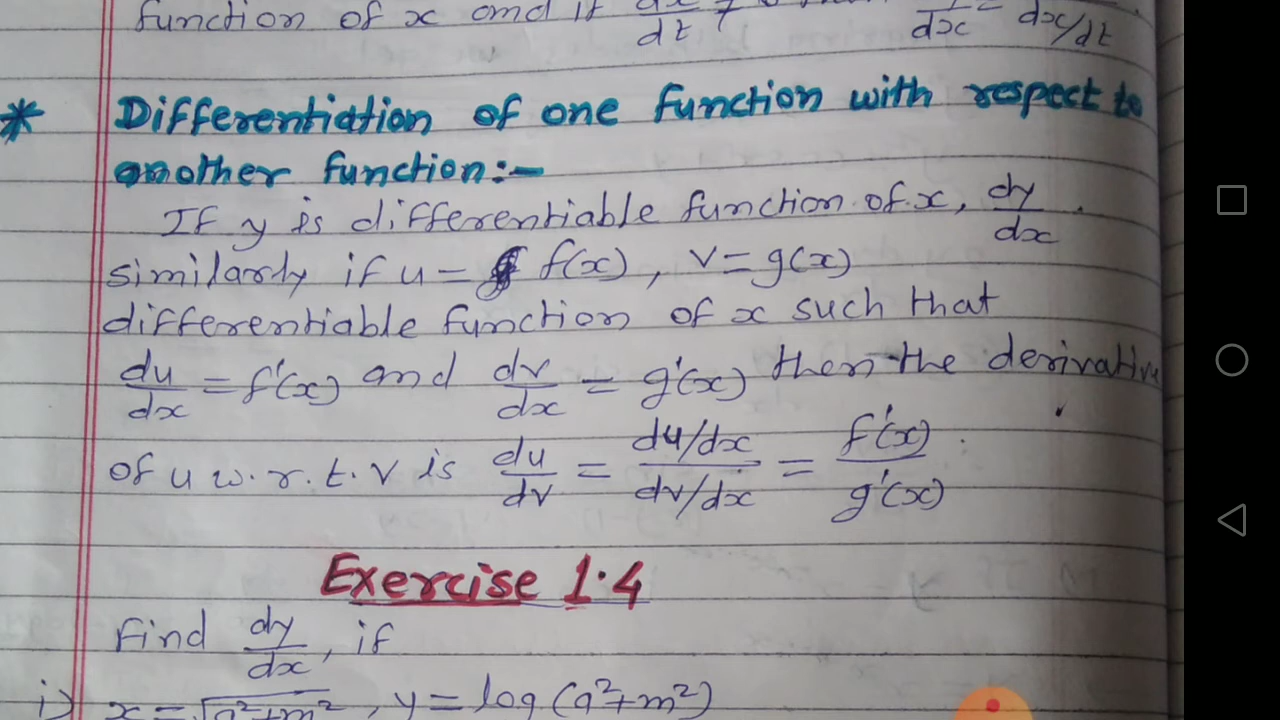 function of x and if dx/dt ≠ 0 dy/dx = dx/dt
* Differentiation of one function with respect to
another function:-
If y is differentiable function of x, dy/dx.
similarly if u = f(x), v = g(x)
differentiable function of x such that
du/dx = f'(x) and dv/dx = g'(x) then the derivative
of u w.r.t. v is du/dv = (du/dx)/(dv/dx) = f'(x)/g'(x).
Exercise 1.4
Find dy/dx, if
i) x = √(a²+m²), y = log(a²+m²)